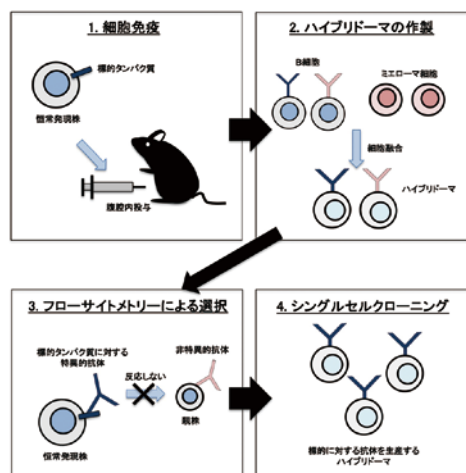 1. 細胞免疫
標的タンパク質
恒常発現株
腹腔内投与
2. ハイブリドーマの作製
B細胞
ミエローマ細胞
細胞融合
ハイブリドーマ
3. フローサイトメトリーによる選択
標的タンパク質に対する
特異的抗体
反応しない
非特異的抗体
恒常発現株
親株
4. シングルセルクローニング
標的に対する抗体を生産する
ハイブリドーマ